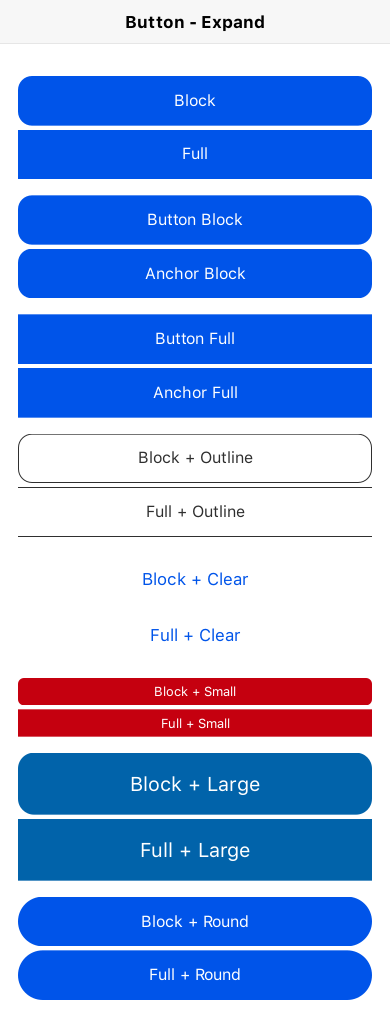 Button - Expand
Block
Full
Button Block
Anchor Block
Button Full
Anchor Full
Block + Outline
Full + Outline
Block + Clear
Full + Clear
Block + Small
Full + Small
Block + Large
Full + Large
Block + Round
Full + Round